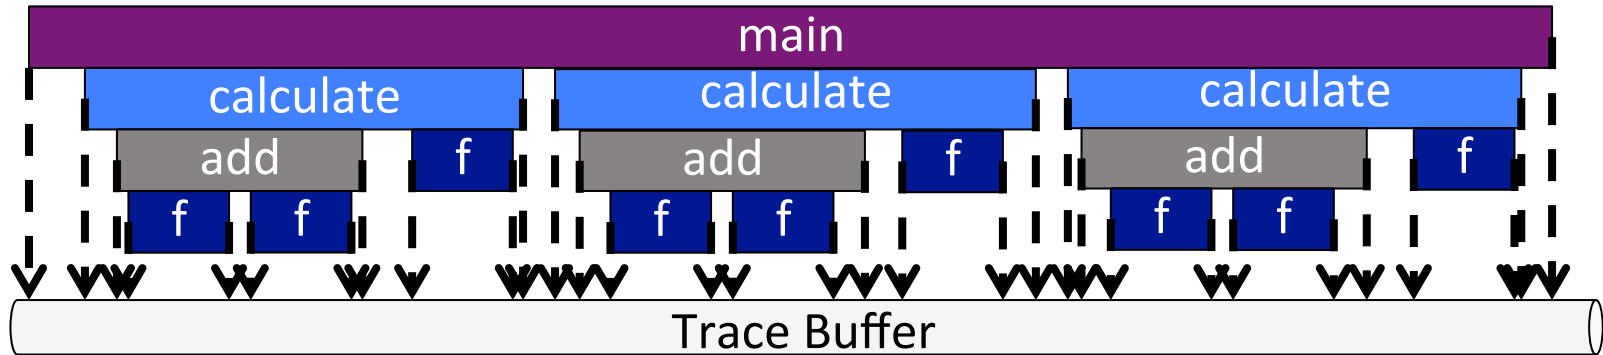 main
calculate calculate calculate
add f add f add f
f f f f f f
Trace Buffer